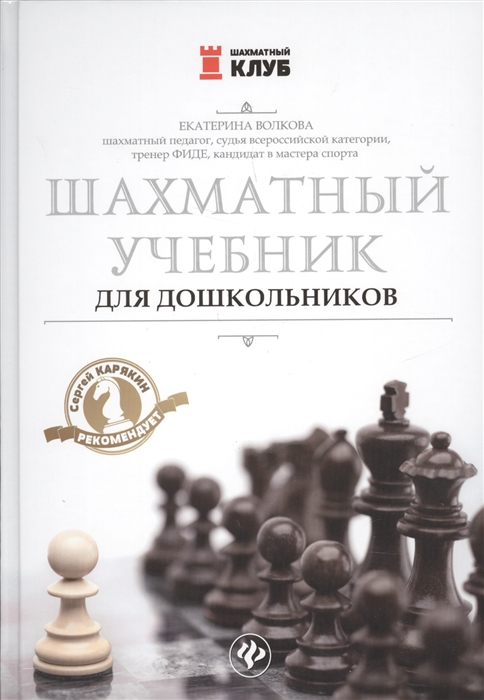 ШАХМАТНЫЙ
КЛУБ
ЕКАТЕРИНА ВОЛКОВА
шахматный педагог, судья всероссийской категории,
тренер ФИДЕ, кандидат в мастера спорта
ШАХМАТНЫЙ
УЧЕБНИК
ДЛЯ ДОШКОЛЬНИКОВ
Сергей КАРЯКИН
РЕКОМЕНДУЕТ